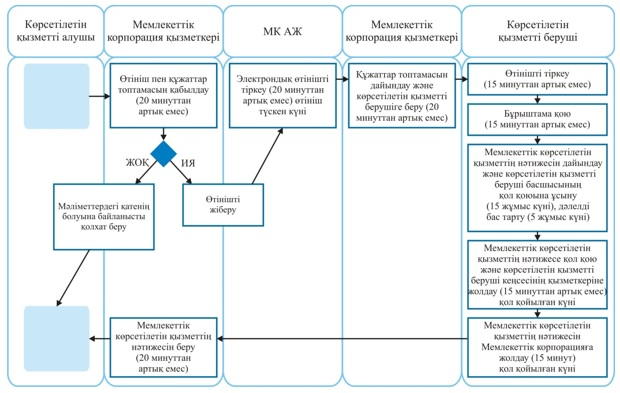 Көрсетілетін
қызметті алушы
Мемлекеттік
корпорация қызметкері
МК АЖ
Мемлекеттік
корпорация қызметкері
Көрсетілетін
қызметті беруші
Өтініш пен құжаттар
топтамасын қабылдау
(20 минуттан
артық емес)
ЖОҚ
ИЯ
Мәліметтердегі қатенің
болуына байланысты
қолхат беру
Өтінішті
жіберу
Электрондық өтінішті
тіркеу (20 минуттан
артық емес) өтініш
түскен күні
Құжаттар топтамасын
дайындау және
көрсетілетін қызметті
берушіге беру (20
минуттан артық емес)
Өтінішті тіркеу
(15 минуттан артық емес)
Бұрыштама қою
(15 минуттан артық емес)
Мемлекеттік көрсетілетін
қызметтің нәтижесін дайындау
және көрсетілетін қызметті
беруші басшысының
қол қоюына ұсыну
(15 жұмыс күні), дәлелді
бас тарту (5 жұмыс күні)
Мемлекеттік көрсетілетін
қызметтің нәтижесе қол қою
және көрсетілетін қызметті
беруші кеңсесінің қызметкеріне
жолдау (15 минуттан артық емес)
қол қойылған күні
Мемлекеттік көрсетілетін
қызметтің нәтижесін
Мемлекеттік корпорацияға
жолдау (15 минут)
қол қойылған күні
Мемлекеттік
көрсетілетін қызметтің
нәтижесін беру
(20 минуттан
артық емес)